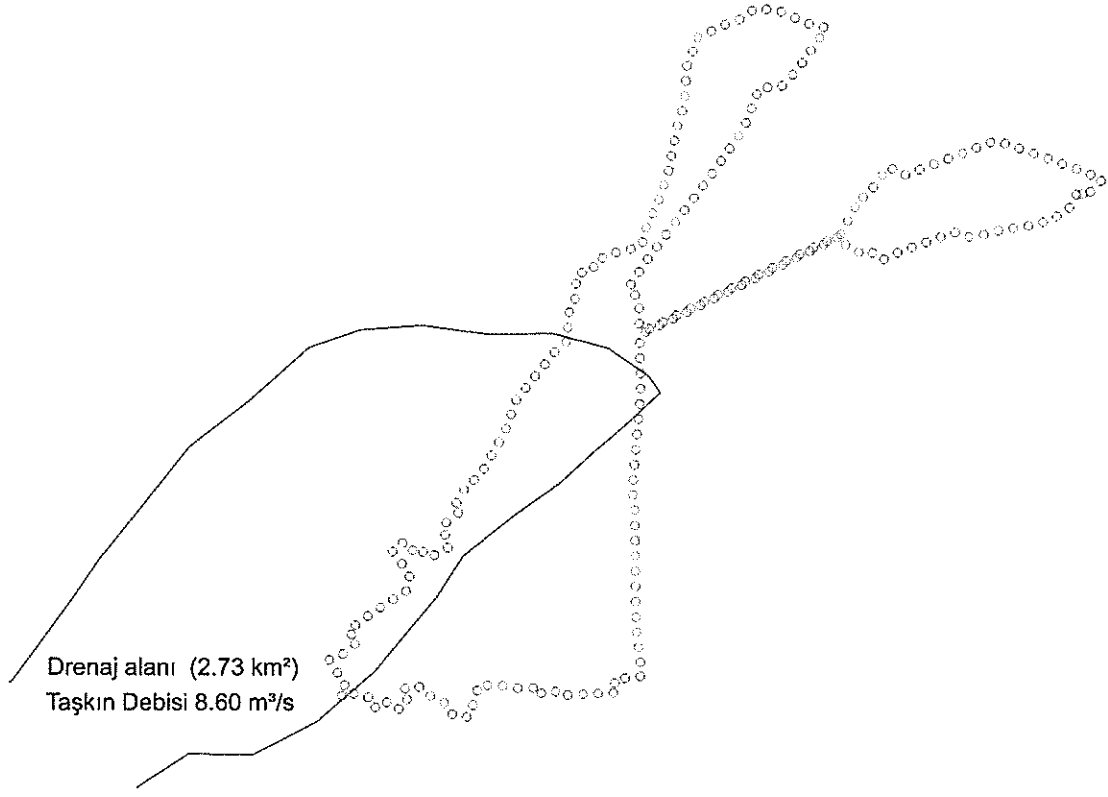 Drenaj alanı (2.73 km²)
Taşkın Debisi 8.60 m³/s